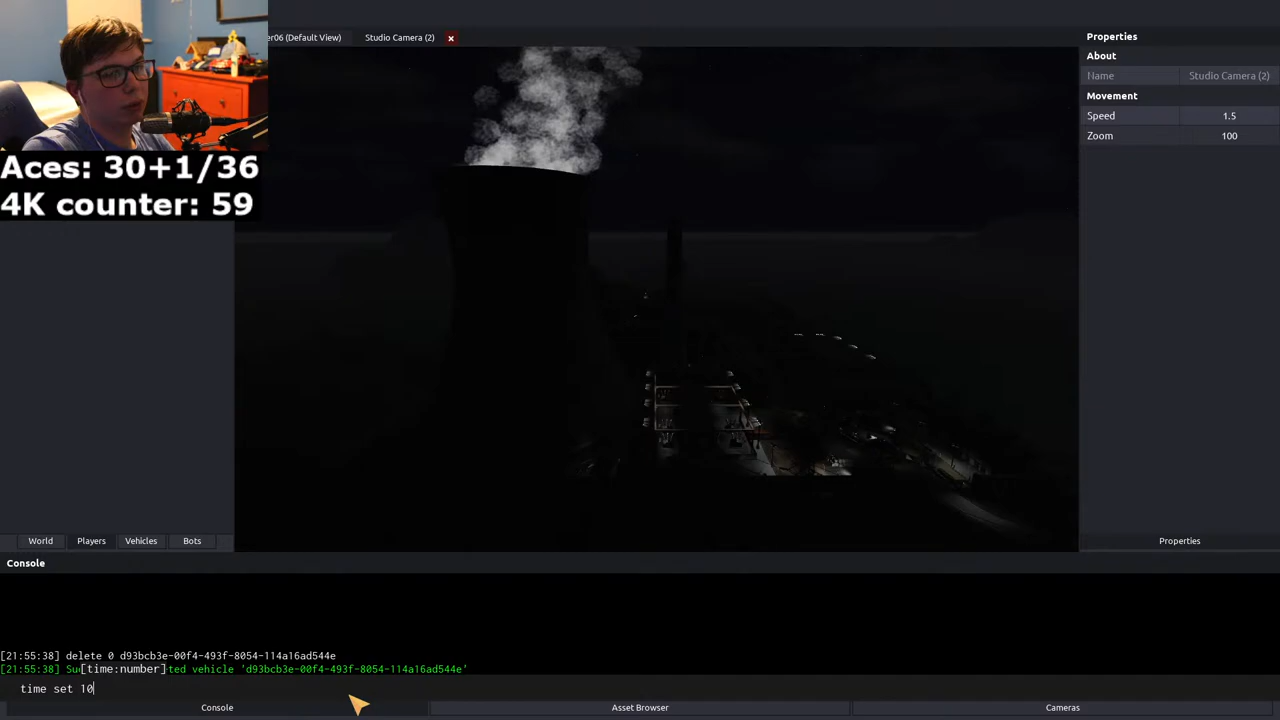 er06 (Default View)
Studio Camera (2)
x
Properties
About
Name
Studio Camera (2)
Movement
Speed
1.5
Zoom
100
Aces: 30+1/36
4K counter: 59
World
Players
Vehicles
Bots
Properties
Console
[21:55:38] delete 0 d93bcb3e-00f4-493f-8054-114a16ad544e
[21:55:38] Su[time:number]ted vehicle 'd93bcb3e-00f4-493f-8054-114a16ad544e'
time set 10
Console
Asset Browser
Cameras